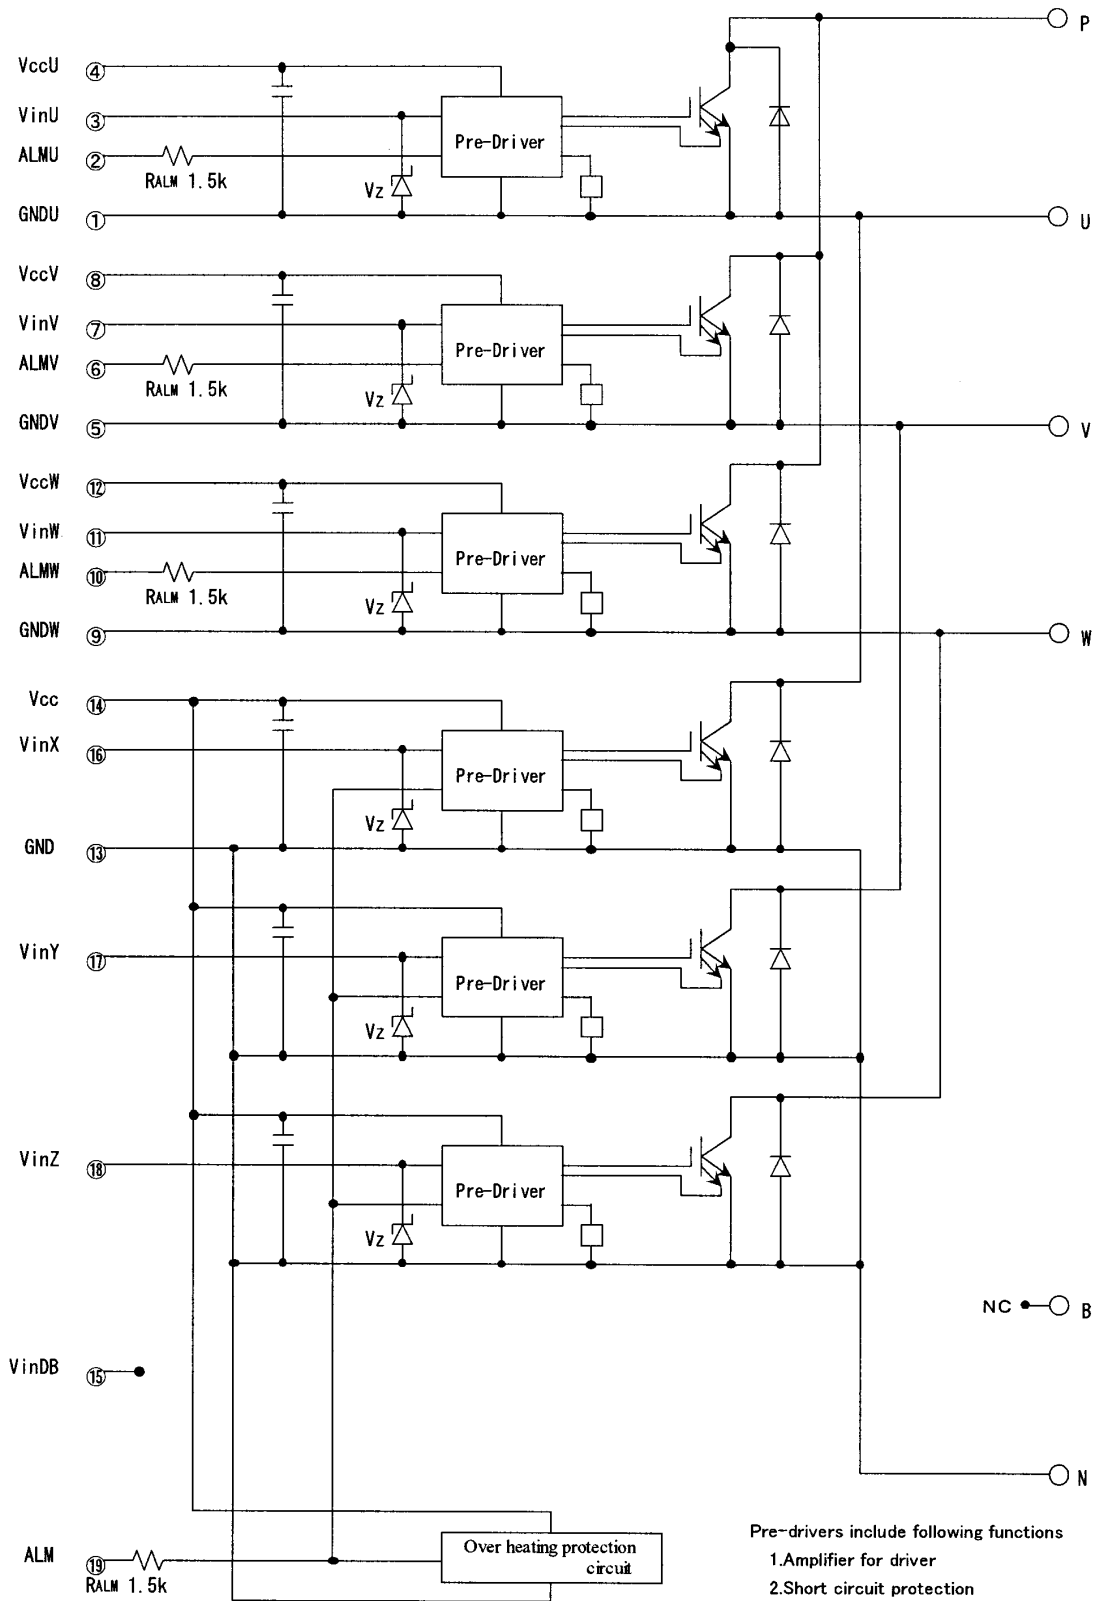 P
VccU ④
VinU ③
Pre-Driver
ALMU ②
RALM 1.5k
Vz
GNDU ①
U
VccV ⑧
VinV ⑦
Pre-Driver
ALMV ⑥
RALM 1.5k
Vz
GNDV ⑤
V
VccW ⑫
VinW ⑪
Pre-Driver
ALMW ⑩
RALM 1.5k
Vz
GNDW ⑨
W
Vcc ⑭
VinX ⑯
Pre-Driver
Vz
GND ⑬
VinY ⑰
Pre-Driver
Vz
VinZ ⑱
Pre-Driver
Vz
NC B
VinDB ⑮
N
ALM ⑲
RALM 1.5k
Over heating protection
circuit
Pre-drivers include following functions
1.Amplifier for driver
2.Short circuit protection